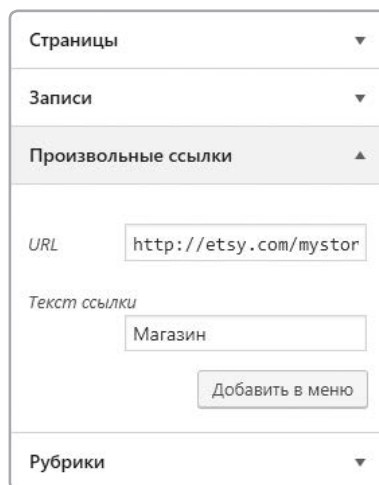 Страницы
Записи
Произвольные ссылки
URL http://etsy.com/mystor
Текст ссылки
Магазин
Добавить в меню
Рубрики